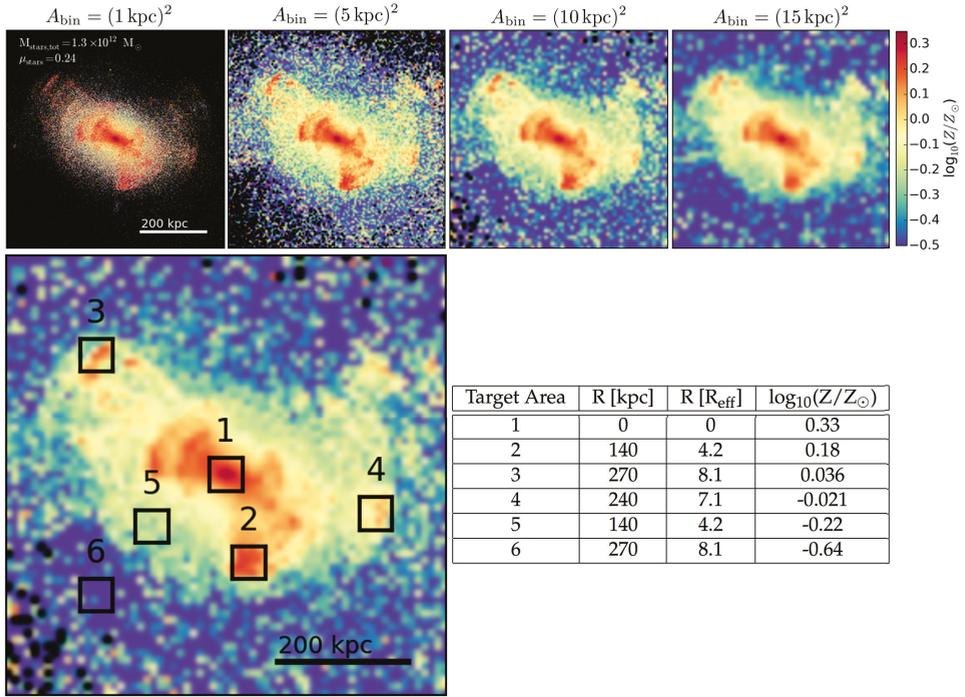 A_bin = (1 kpc)² A_bin = (5 kpc)² A_bin = (10 kpc)² A_bin = (15 kpc)²
M_stars,tot=1.3×10¹² M_⊙
μ_stars=0.24
200 kpc
0.3
0.2
0.1
0.0
−0.1
−0.2
−0.3
−0.4
−0.5
log₁₀(Z/Z_⊙)
3
1
5
4
2
6
200 kpc
Target Area R [kpc] R [R_eff] log₁₀(Z/Z_⊙)
1 0 0 0.33
2 140 4.2 0.18
3 270 8.1 0.036
4 240 7.1 -0.021
5 140 4.2 -0.22
6 270 8.1 -0.64